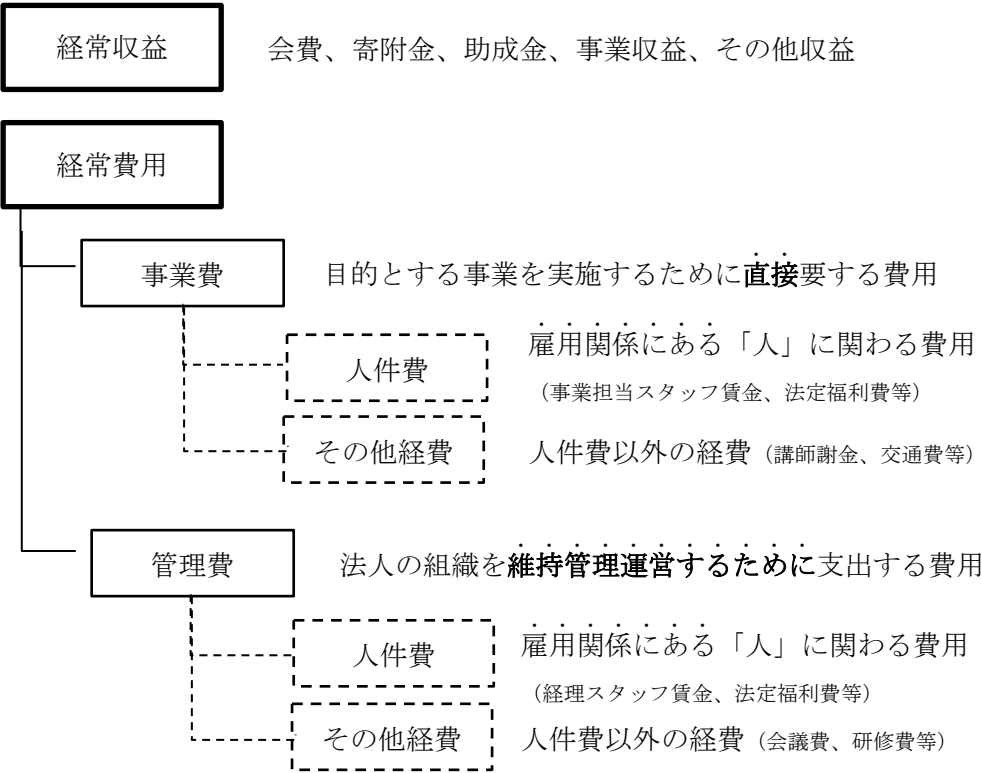 経常収益 会費、寄附金、助成金、事業収益、その他収益
経常費用
事業費 目的とする事業を実施するために直接要する費用
人件費 雇用関係にある「人」に関わる費用
（事業担当スタッフ賃金、法定福利費等）
その他経費 人件費以外の経費（講師謝金、交通費等）
管理費 法人の組織を維持管理運営するために支出する費用
人件費 雇用関係にある「人」に関わる費用
（経理スタッフ賃金、法定福利費等）
その他経費 人件費以外の経費（会議費、研修費等）